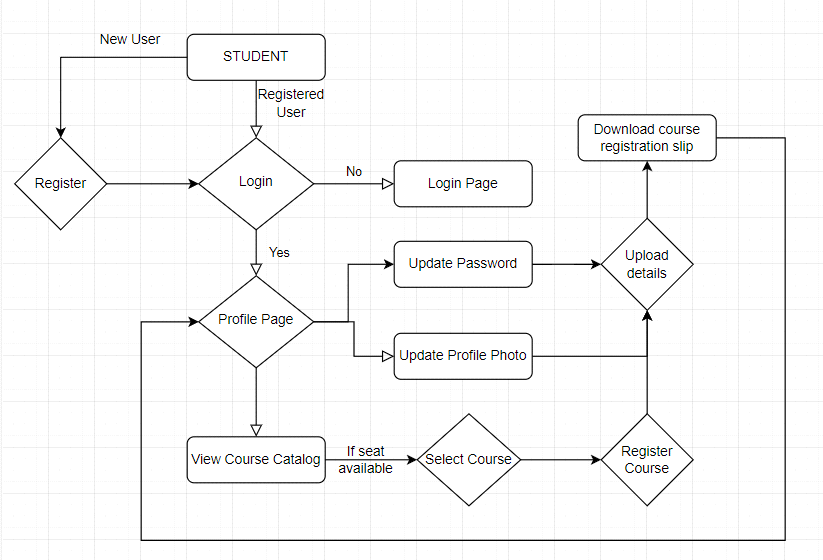 New User
STUDENT
Registered
User
Download course
registration slip
Register
Login
No
Login Page
Yes
Update Password
Upload
details
Profile Page
Update Profile Photo
View Course Catalog
If seat
available
Select Course
Register
Course